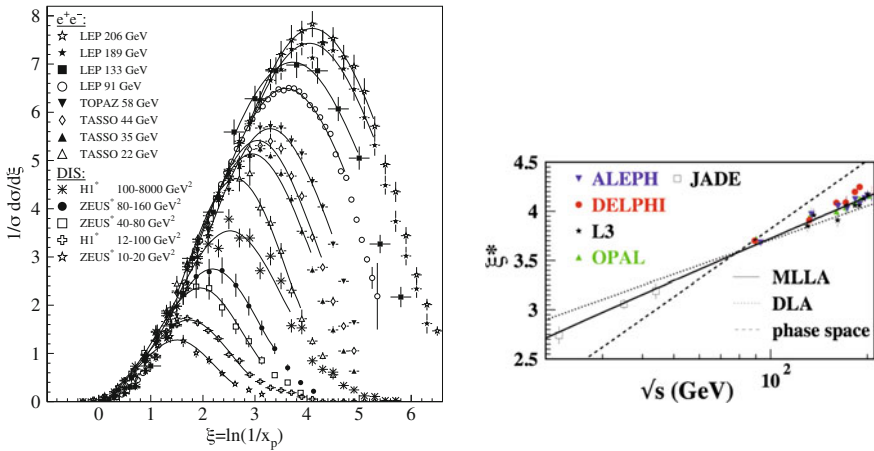 e⁺e⁻:
LEP 206 GeV
LEP 189 GeV
LEP 133 GeV
LEP 91 GeV
TOPAZ 58 GeV
TASSO 44 GeV
TASSO 35 GeV
TASSO 22 GeV
DIS:
H1* 100-8000 GeV²
ZEUS* 80-160 GeV²
ZEUS* 40-80 GeV²
H1* 12-100 GeV²
ZEUS* 10-20 GeV²
1/σ dσ/dξ
8
7
6
5
4
3
2
1
0
0 1 2 3 4 5 6
ξ=ln(1/xₚ)
ALEPH JADE
DELPHI
L3
OPAL
MLLA
DLA
phase space
ξ*
4.5
4
3.5
3
2.5
10²
√s (GeV)